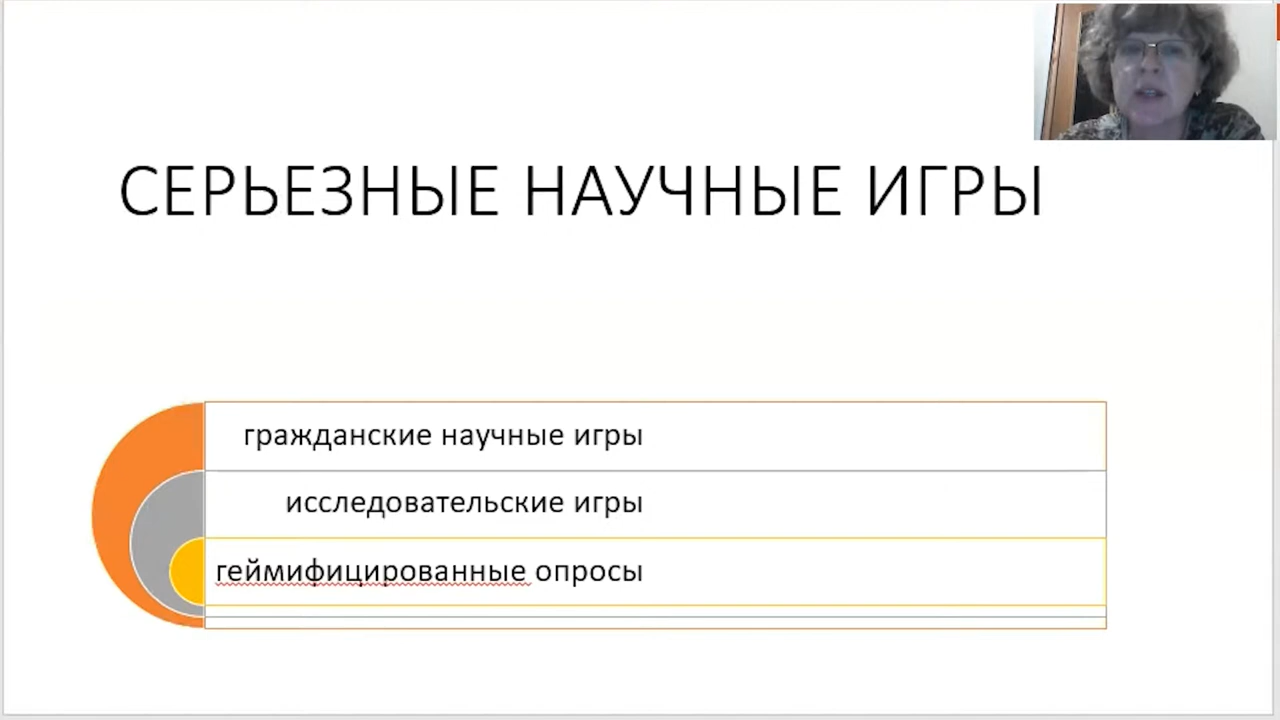 СЕРЬЕЗНЫЕ НАУЧНЫЕ ИГРЫ
гражданские научные игры
исследовательские игры
геймифицированные опросы